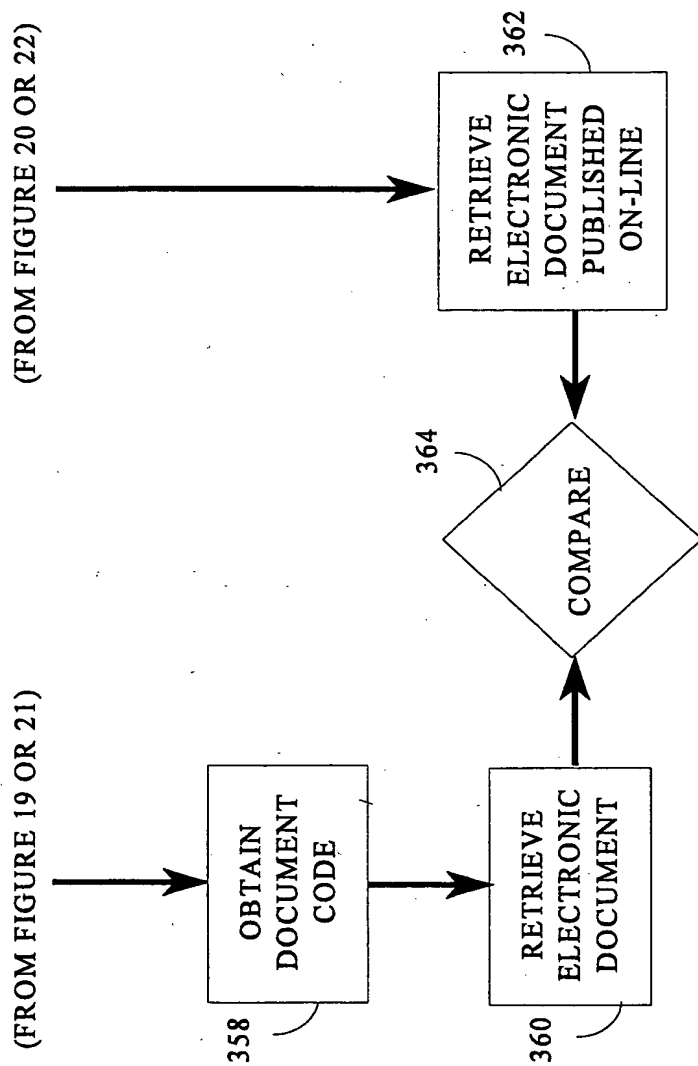 (FROM FIGURE 19 OR 21)
358
OBTAIN
DOCUMENT
CODE
360
RETRIEVE
ELECTRONIC
DOCUMENT
364
COMPARE
(FROM FIGURE 20 OR 22)
362
RETRIEVE
ELECTRONIC
DOCUMENT
PUBLISHED
ON-LINE